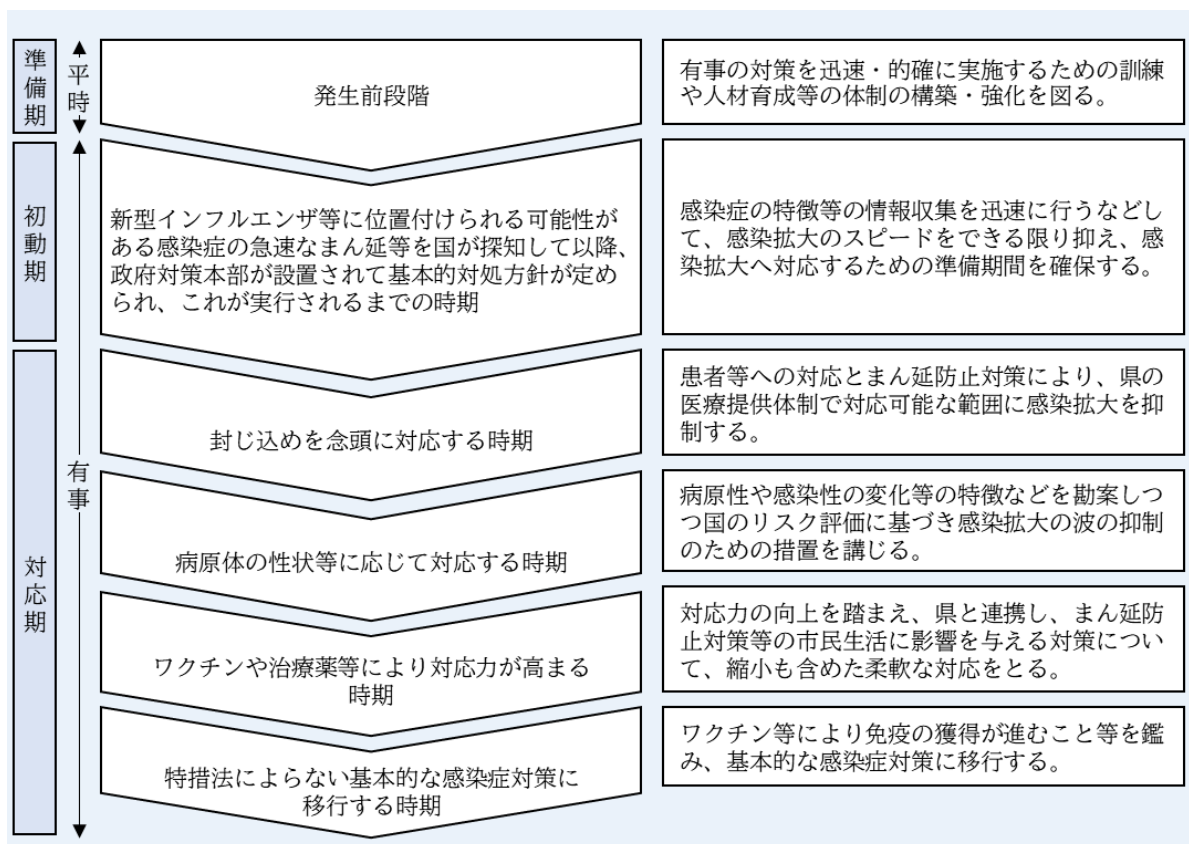 準備期
平時
発生前段階
有事の対策を迅速・的確に実施するための訓練
や人材育成等の体制の構築・強化を図る。
初動期
新型インフルエンザ等に位置付けられる可能性が
ある感染症の急速なまん延等を国が探知して以降、
政府対策本部が設置されて基本的対処方針が定め
られ、これが実行されるまでの時期
感染症の特徴等の情報収集を迅速に行うなどし
て、感染拡大のスピードをできる限り抑え、感
染拡大へ対応するための準備期間を確保する。
有事
対応期
封じ込めを念頭に対応する時期
患者等への対応とまん延防止対策により、県の
医療提供体制で対応可能な範囲に感染拡大を抑
制する。
病原体の性状等に応じて対応する時期
病原性や感染性の変化等の特徴などを勘案しつ
つ国のリスク評価に基づき感染拡大の波の抑制
のための措置を講じる。
ワクチンや治療薬等により対応力が高まる
時期
対応力の向上を踏まえ、県と連携し、まん延防
止対策等の市民生活に影響を与える対策につい
て、縮小も含めた柔軟な対応をとる。
特措法によらない基本的な感染症対策に
移行する時期
ワクチン等により免疫の獲得が進むこと等を鑑
み、基本的な感染症対策に移行する。